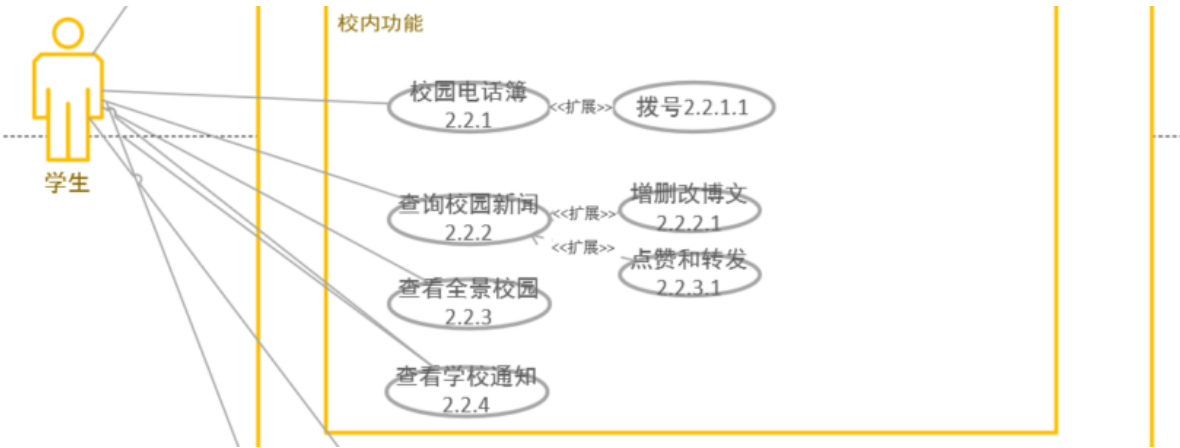 校内功能
校园电话簿
2.2.1
<<扩展>>
拨号2.2.1.1
学生
查询校园新闻
2.2.2
<<扩展>>
增删改博文
2.2.2.1
<<扩展>>
点赞和转发
2.2.3.1
查看全景校园
2.2.3
查看学校通知
2.2.4